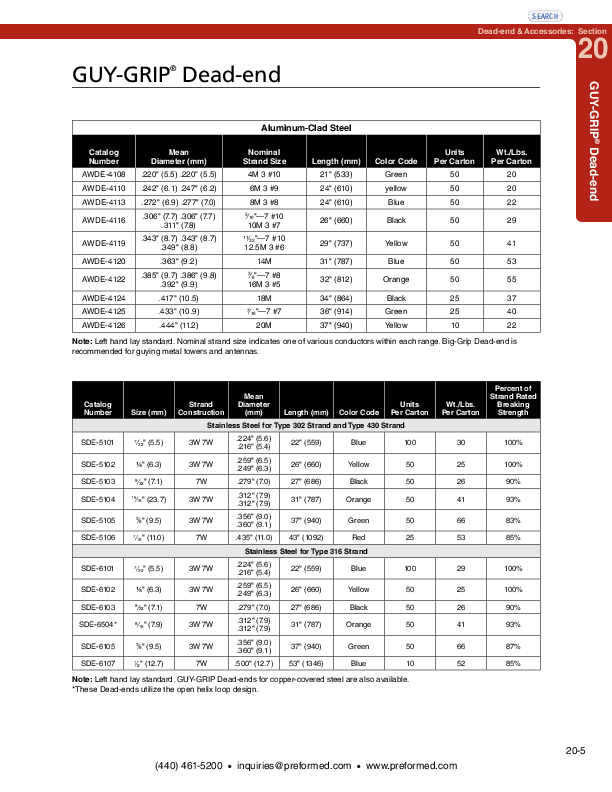 SEARCH
Dead-end & Accessories: Section
20
GUY-GRIP® Dead-end
GUY-GRIP® Dead-end
Aluminum-Clad Steel
Catalog Number | Mean Diameter (mm) | Nominal Strand Size | Length (mm) | Color Code | Units Per Carton | Wt./Lbs. Per Carton
AWDE-4108 | .220" (5.5) .220" (5.5) | 4M 3 #10 | 21" (533) | Green | 50 | 20
AWDE-4110 | .242" (6.1) .247" (6.2) | 6M 3 #9 | 24" (610) | yellow | 50 | 20
AWDE-4113 | .272" (6.9) .277" (7.0) | 8M 3 #8 | 24" (610) | Blue | 50 | 22
AWDE-4116 | .306" (7.7) .306" (7.7) .311" (7.8) | 5/16"—7 #10 10M 3 #7 | 26" (660) | Black | 50 | 29
AWDE-4119 | .343" (8.7) .343" (8.7) .349" (8.8) | 11/32"—7 #10 12.5M 3 #6 | 29" (737) | Yellow | 50 | 41
AWDE-4120 | .363" (9.2) | 14M | 31" (787) | Blue | 50 | 53
AWDE-4122 | .385" (9.7) .386" (9.8) .392" (9.9) | 3/8"—7 #8 16M 3 #5 | 32" (812) | Orange | 50 | 55
AWDE-4124 | .417" (10.5) | 18M | 34" (864) | Black | 25 | 37
AWDE-4125 | .433" (10.9) | 7/16"—7 #7 | 36" (914) | Green | 25 | 40
AWDE-4126 | .444" (11.2) | 20M | 37" (940) | Yellow | 10 | 22
Note: Left hand lay standard. Nominal strand size indicates one of various conductors within each range. Big-Grip Dead-end is
recommended for guying metal towers and antennas.
Catalog Number | Size (mm) | Strand Construction | Mean Diameter (mm) | Length (mm) | Color Code | Units Per Carton | Wt./Lbs. Per Carton | Percent of Strand Rated Breaking Strength
Stainless Steel for Type 302 Strand and Type 430 Strand
SDE-5101 | 7/32" (5.5) | 3W 7W | .224" (5.6) .216" (5.4) | 22" (559) | Blue | 100 | 30 | 100%
SDE-5102 | ¼" (6.3) | 3W 7W | .259" (6.5) .249" (6.3) | 26" (660) | Yellow | 50 | 25 | 100%
SDE-5103 | 9/32" (7.1) | 7W | .279" (7.0) | 27" (686) | Black | 50 | 26 | 90%
SDE-5104 | 15/16" (23.7) | 3W 7W | .312" (7.9) .312" (7.9) | 31" (787) | Orange | 50 | 41 | 93%
SDE-5105 | ⅜" (9.5) | 3W 7W | .356" (9.0) .360" (9.1) | 37" (940) | Green | 50 | 66 | 83%
SDE-5106 | 7/16" (11.0) | 7W | .435" (11.0) | 43" (1092) | Red | 25 | 53 | 85%
Stainless Steel for Type 316 Strand
SDE-6101 | 7/32" (5.5) | 3W 7W | .224" (5.6) .216" (5.4) | 22" (559) | Blue | 100 | 29 | 100%
SDE-6102 | ¼" (6.3) | 3W 7W | .259" (6.5) .249" (6.3) | 26" (660) | Yellow | 50 | 25 | 100%
SDE-6103 | 9/32" (7.1) | 7W | .279" (7.0) | 27" (686) | Black | 50 | 26 | 90%
SDE-6504* | 5/16" (7.9) | 3W 7W | .312" (7.9) .312" (7.9) | 31" (787) | Orange | 50 | 41 | 93%
SDE-6105 | ⅜" (9.5) | 3W 7W | .356" (9.0) .360" (9.1) | 37" (940) | Green | 50 | 66 | 87%
SDE-6107 | ½" (12.7) | 7W | .500" (12.7) | 53" (1346) | Blue | 10 | 52 | 85%
Note: Left hand lay standard. GUY-GRIP Dead-ends for copper-covered steel are also available.
*These Dead-ends utilize the open helix loop design.
20-5
(440) 461-5200 • inquiries@preformed.com • www.preformed.com